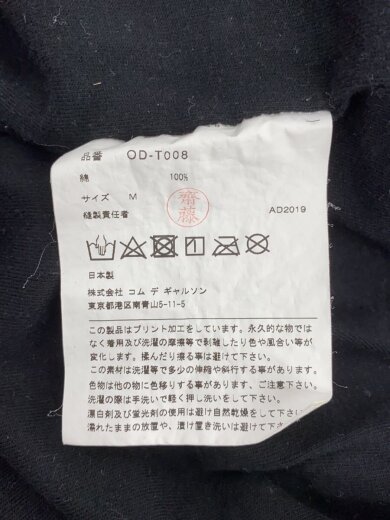 品番 OD-T008
綿 100%
サイズ M
縫製責任者 齋藤 AD2019
日本製
株式会社 コム デ ギャルソン
東京都港区南青山5-11-5
この製品はプリント加工をしています。永久的な物では
なく着用及び洗濯の摩擦等で剥離したり色や風合い等が
変化します。揉んだり擦る事は避けて下さい。
この素材は洗濯等で多少の伸縮や斜行する事があります。
色物は他の物に色移りする事があります、ご注意下さい。
洗濯の際は手洗いで軽く押し洗いをして下さい。
漂白剤及び蛍光剤の使用は避け自然乾燥をして下さい。
濡れたままの放置や、漬け置き洗いは避けて下さい。